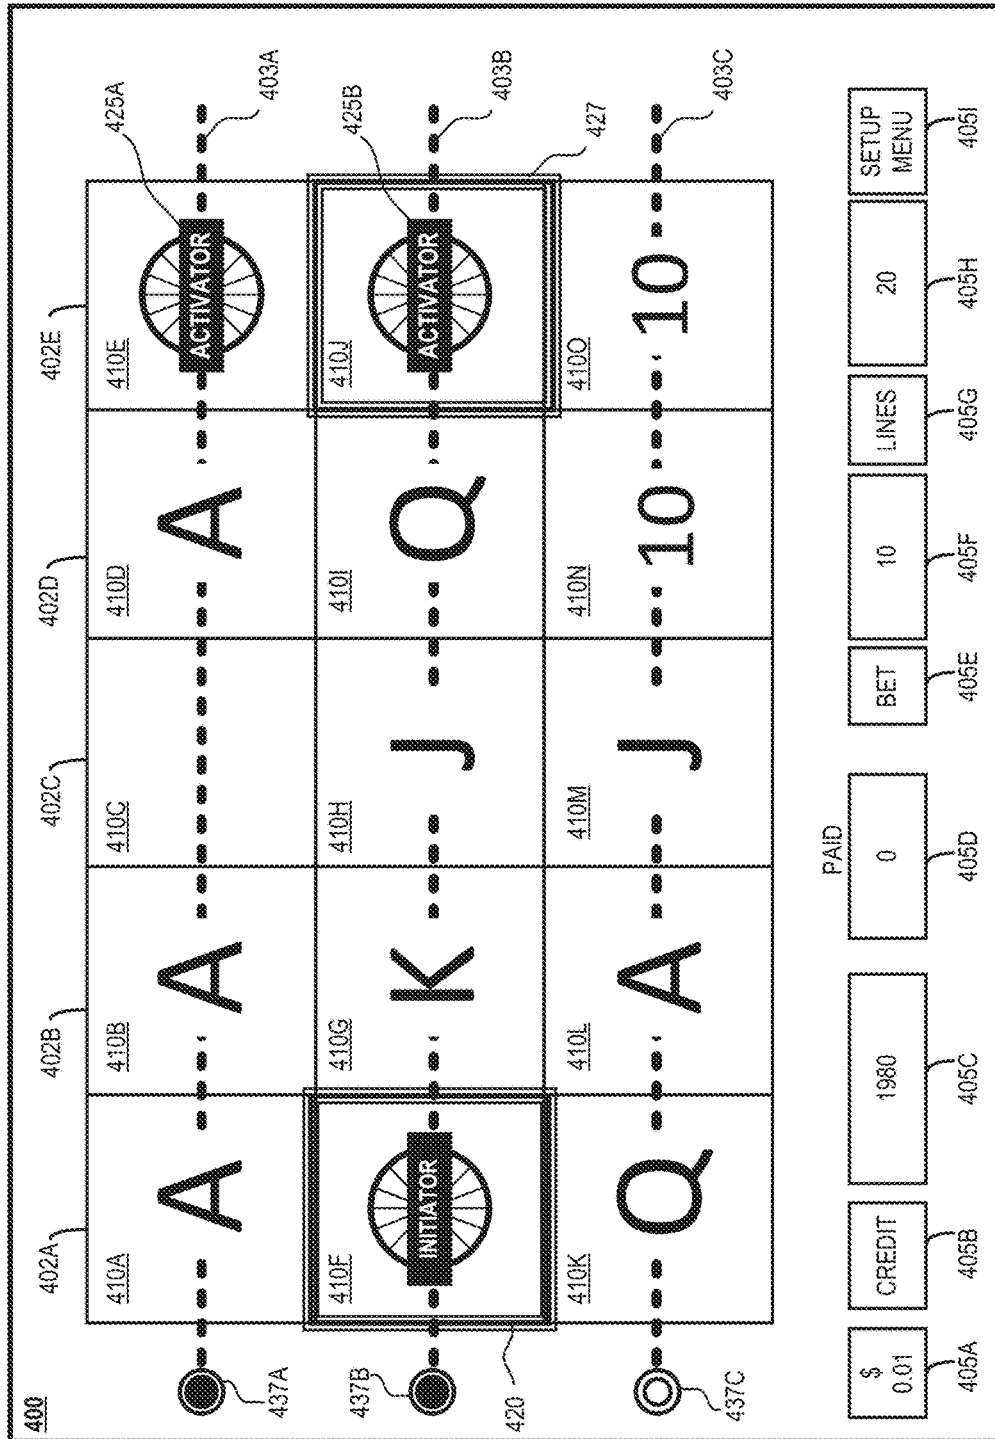 400
402A
402B
402C
402D
402E
410A
A
410B
A
410C
410D
A
410E
ACTIVATOR
425A
403A
437A
410F
INITIATOR
410G
K
410H
J
410I
Q
410J
ACTIVATOR
425B
403B
437B
427
420
410K
Q
410L
A
410M
J
410N
10
410O
10
403C
437C
PAID
$
0.01
CREDIT
1980
0
BET
10
LINES
20
SETUP
MENU
405A
405B
405C
405D
405E
405F
405G
405H
405I